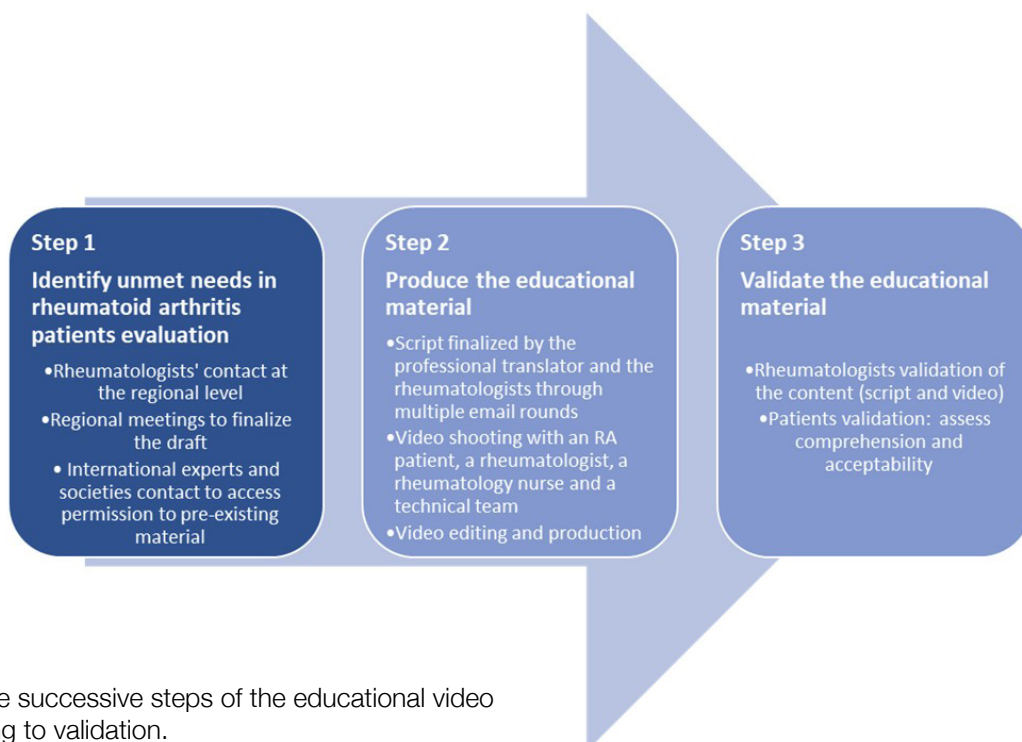 Step 1
Identify unmet needs in
rheumatoid arthritis
patients evaluation
•Rheumatologists' contact at
the regional level
•Regional meetings to finalize
the draft
• International experts and
societies contact to access
permission to pre-existing
material
Step 2
Produce the educational
material
•Script finalized by the
professional translator and the
rheumatologists through
multiple email rounds
•Video shooting with an RA
patient, a rheumatologist, a
rheumatology nurse and a
technical team
•Video editing and production
Step 3
Validate the educational
material
•Rheumatologists validation of
the content (script and video)
•Patients validation: assess
comprehension and
acceptability
e successive steps of the educational video
g to validation.